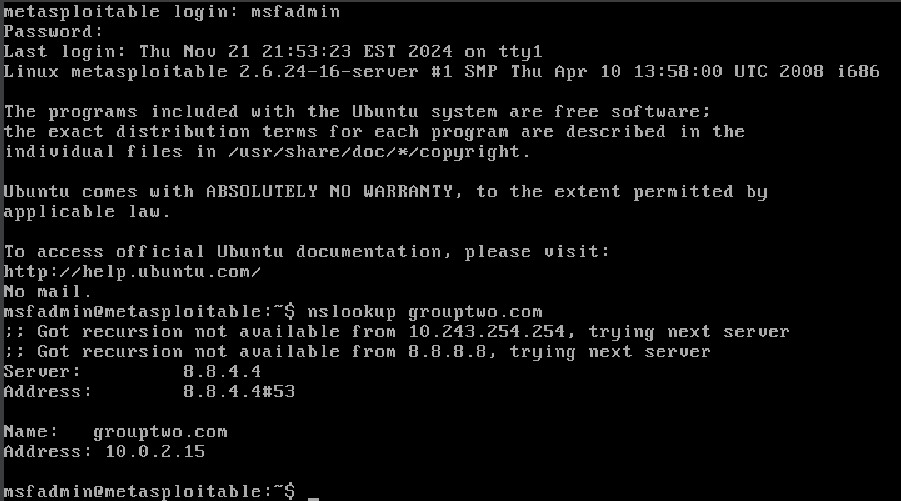 metasploitable login: msfadmin
Password:
Last login: Thu Nov 21 21:53:23 EST 2024 on tty1
Linux metasploitable 2.6.24-16-server #1 SMP Thu Apr 10 13:58:00 UTC 2008 i686

The programs included with the Ubuntu system are free software;
the exact distribution terms for each program are described in the
individual files in /usr/share/doc/*/copyright.

Ubuntu comes with ABSOLUTELY NO WARRANTY, to the extent permitted by
applicable law.

To access official Ubuntu documentation, please visit:
http://help.ubuntu.com/
No mail.
msfadmin@metasploitable:~$ nslookup grouptwo.com
;; Got recursion not available from 10.243.254.254, trying next server
;; Got recursion not available from 8.8.8.8, trying next server
Server:         8.8.4.4
Address:        8.8.4.4#53

Name:   grouptwo.com
Address: 10.0.2.15

msfadmin@metasploitable:~$ _